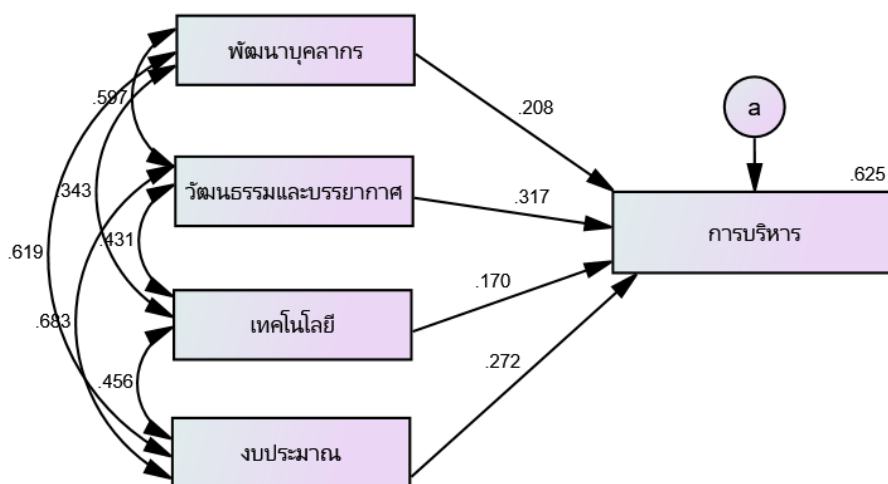 พัฒนาบุคลากร
.597
.208
a
.625
วัฒนธรรมและบรรยากาศ
.343
.317
การบริหาร
.431
.619
.170
เทคโนโลยี
.683
.272
.456
งบประมาณ